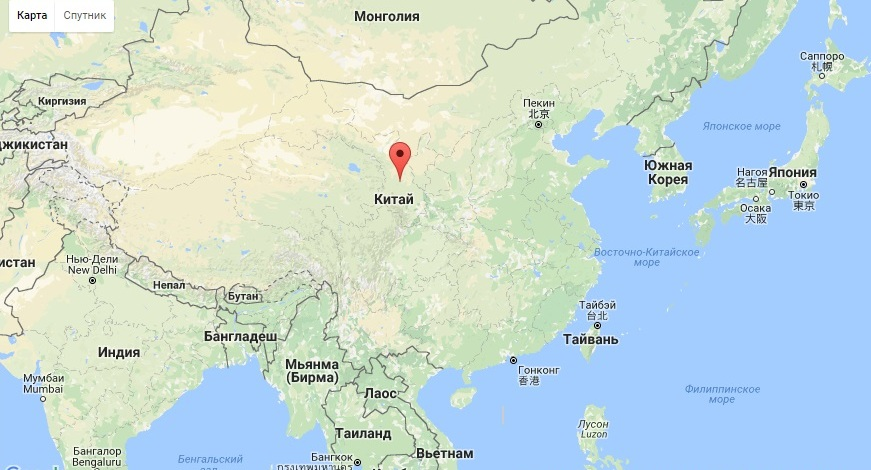 Карта
Спутник
Монголия
Саппоро
札幌
Киргизия
Пекин
北京
Японское море
джикистан
Южная
Корея
Нагоя
名古屋
Япония
Токио
東京
Осака
大阪
Китай
Восточно-Китайское
море
истан
Нью-Дели
New Delhi
Непал
Бутан
Тайбэй
台北
Тайвань
Бангладеш
Индия
Мьянма
(Бирма)
Гонконг
香港
Мумбаи
Mumbai
Лаос
Филиппинское
море
Лусон
Luzon
Таиланд
Вьетнам
Бангалор
Bengaluru
Бенгальский
Бангкок